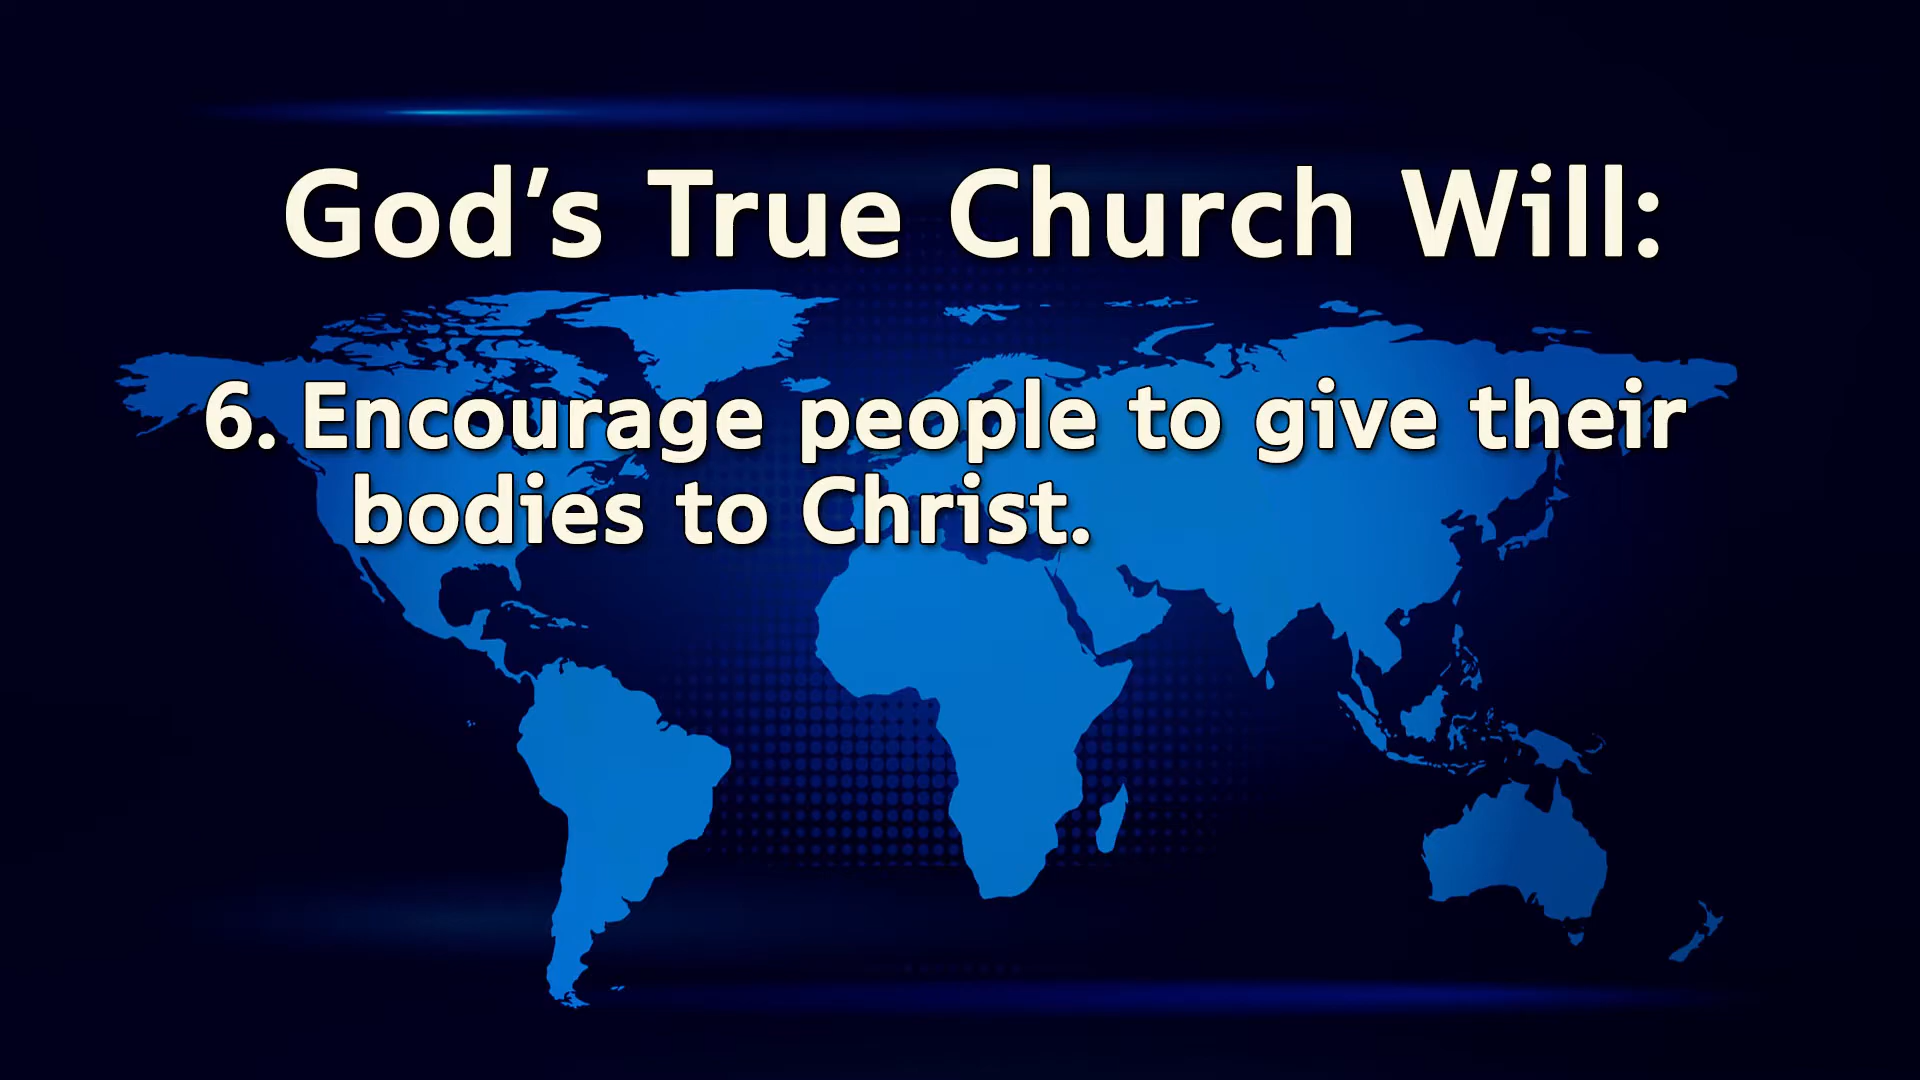 God’s True Church Will:
6. Encourage people to give their
bodies to Christ.